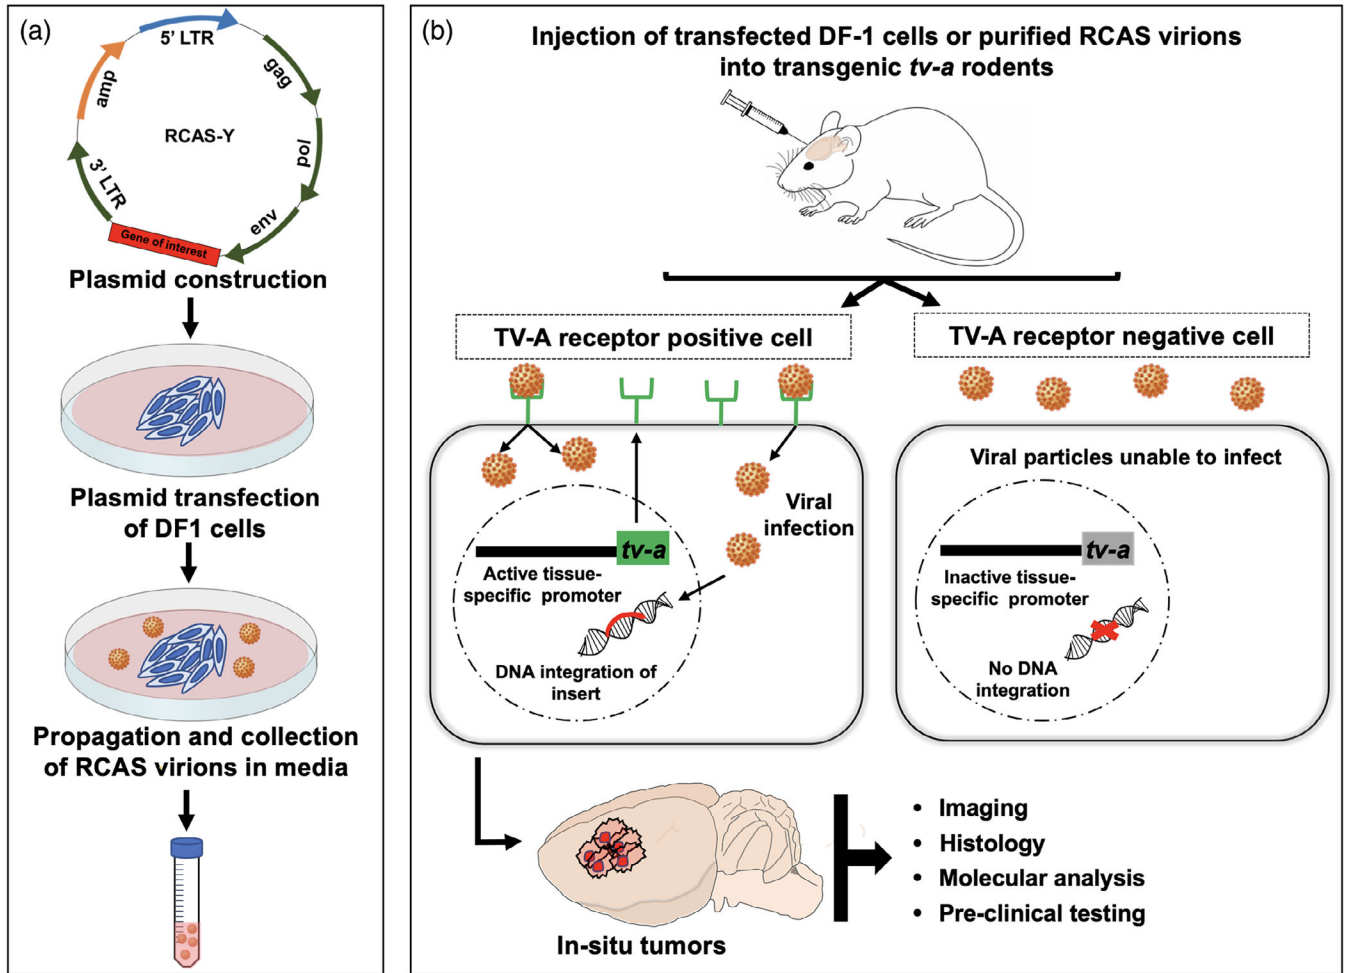 (a)
5' LTR
gag
amp
RCAS-Y
pol
3' LTR
env
Gene of interest
Plasmid construction
Plasmid transfection
of DF1 cells
Propagation and collection
of RCAS virions in media
(b)
Injection of transfected DF-1 cells or purified RCAS virions
into transgenic tv-a rodents
TV-A receptor positive cell
TV-A receptor negative cell
Viral particles unable to infect
Viral
infection
tv-a
Active tissue-
specific promoter
DNA integration of
insert
tv-a
Inactive tissue-
specific promoter
No DNA
integration
In-situ tumors
• Imaging
• Histology
• Molecular analysis
• Pre-clinical testing